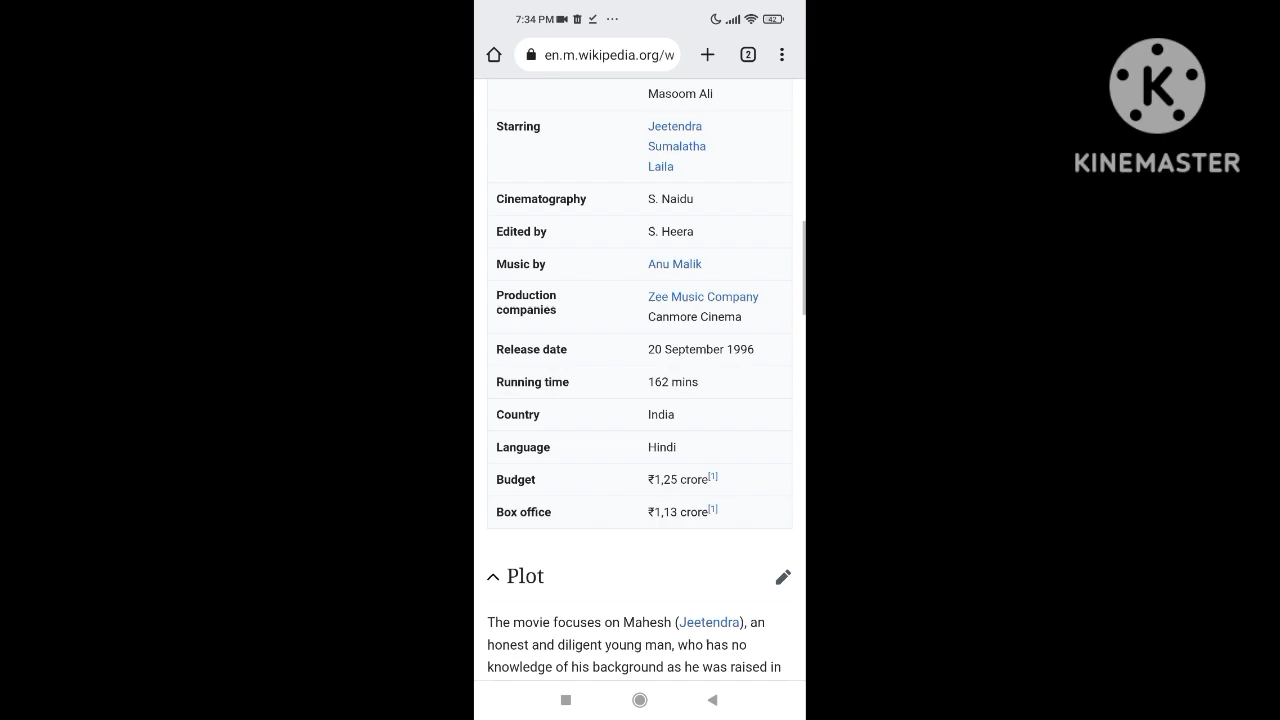 7:34 PM
42
en.m.wikipedia.org/w
2
K
KINEMASTER
Masoom Ali
Starring Jeetendra
Sumalatha
Laila
Cinematography S. Naidu
Edited by S. Heera
Music by Anu Malik
Production companies Zee Music Company
Canmore Cinema
Release date 20 September 1996
Running time 162 mins
Country India
Language Hindi
Budget ₹1,25 crore[1]
Box office ₹1,13 crore[1]
Plot
The movie focuses on Mahesh (Jeetendra), an
honest and diligent young man, who has no
knowledge of his background as he was raised in